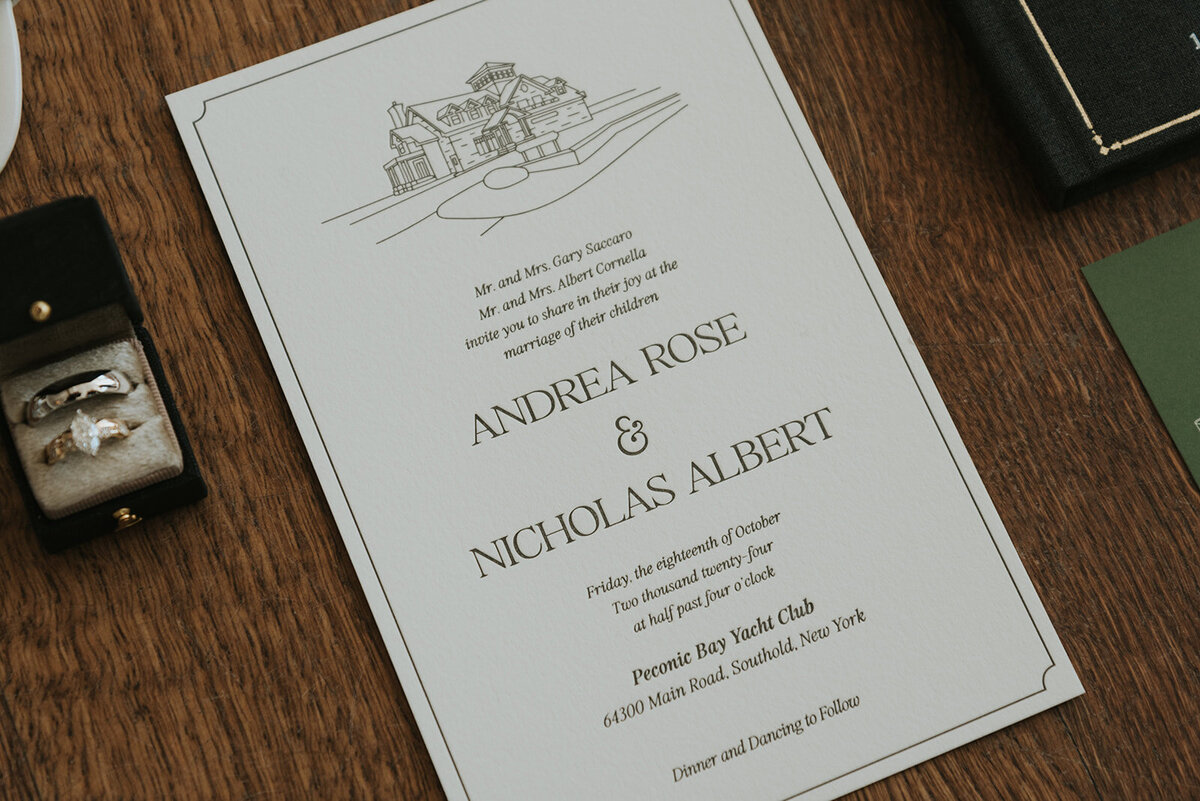 Mr. and Mrs. Gary Saccaro
Mr. and Mrs. Albert Cornella
invite you to share in their joy at the
marriage of their children
ANDREA ROSE
&
NICHOLAS ALBERT
Friday, the eighteenth of October
Two thousand twenty-four
at half past four o'clock
Peconic Bay Yacht Club
64300 Main Road, Southold, New York
Dinner and Dancing to Follow